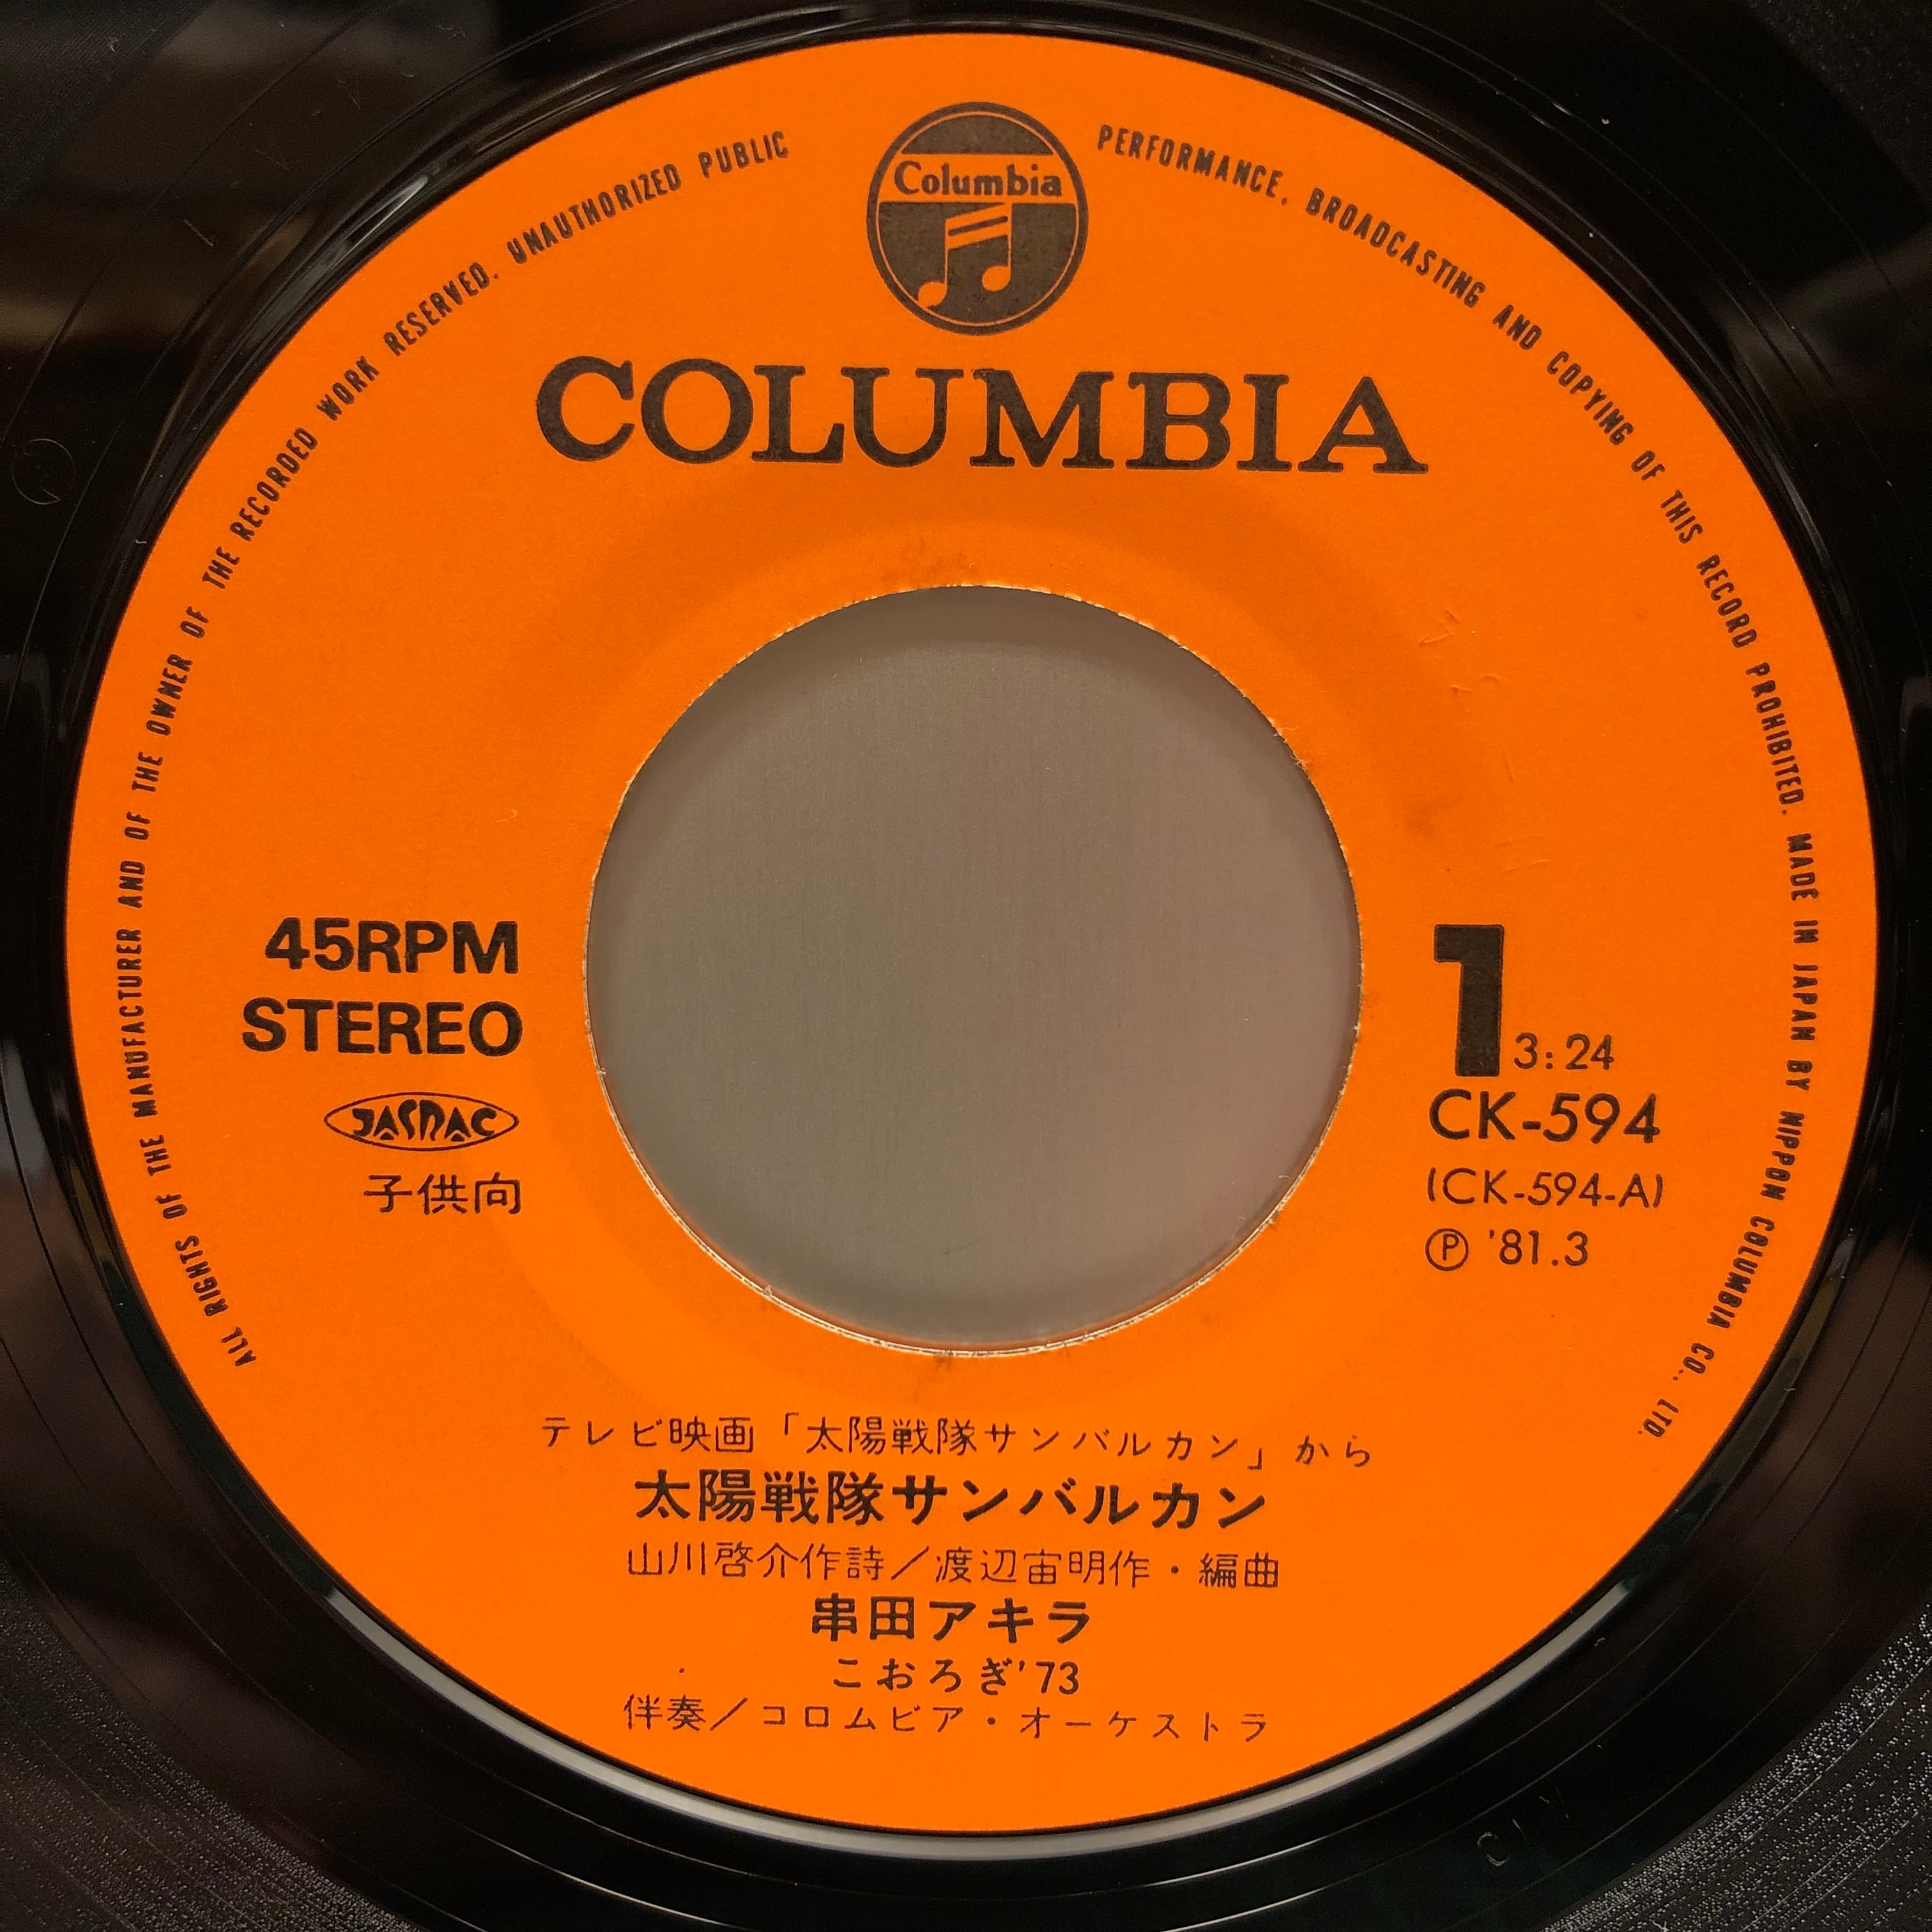 ALL RIGHTS OF THE MANUFACTURER AND OF THE OWNER OF THE RECORDED WORK RESERVED. UNAUTHORIZED PUBLIC PERFORMANCE, BROADCASTING AND COPYING OF THIS RECORD PROHIBITED. MADE IN JAPAN BY NIPPON COLUMBIA CO., LTD.
Columbia
COLUMBIA
45RPM
STEREO
JASRAC
子供向
1 3:24
CK-594
(CK-594-A)
Ⓟ '81.3
テレビ映画「太陽戦隊サンバルカン」から
太陽戦隊サンバルカン
山川啓介作詩／渡辺宙明作・編曲
串田アキラ
こおろぎ'73
伴奏／コロムビア・オーケストラ